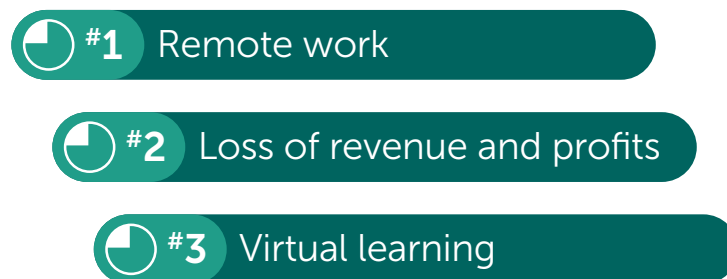 #1 Remote work
#2 Loss of revenue and profits
#3 Virtual learning